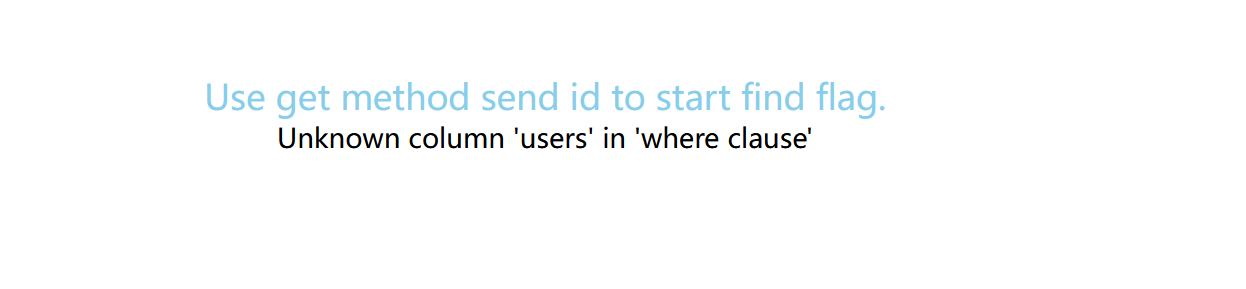 Use get method send id to start find flag.
Unknown column 'users' in 'where clause'